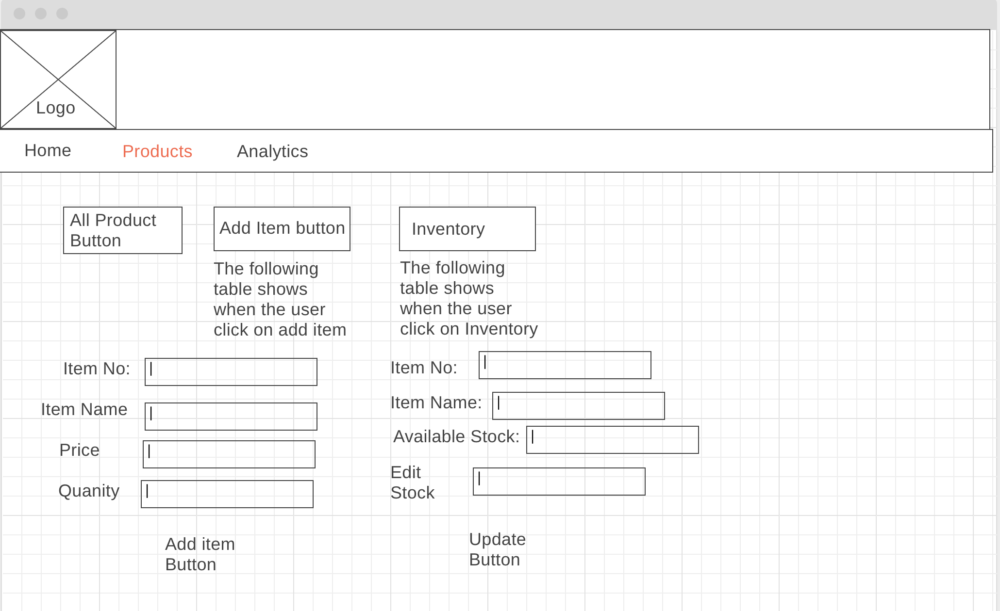 Logo
Home
Products
Analytics
All Product
Button
Add Item button
Inventory
The following
table shows
when the user
click on add item
The following
table shows
when the user
click on Inventory
Item No:
Item Name
Price
Quanity
Add item
Button
Item No:
Item Name:
Available Stock:
Edit
Stock
Update
Button